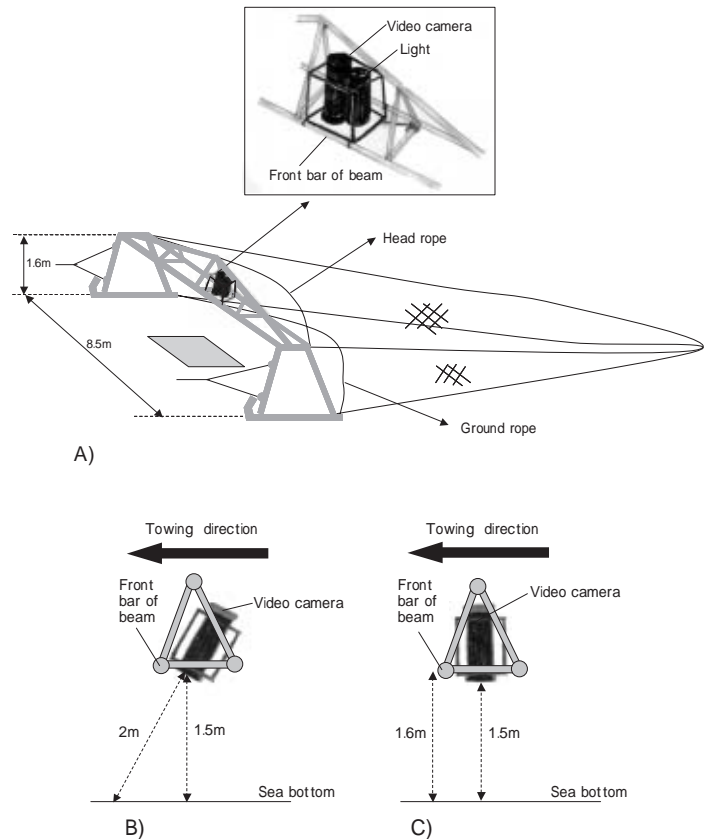 Video camera
Light
Front bar of beam
Head rope
1.6m
8.5m
Ground rope
A)
Towing direction
Front
bar of
beam
Video camera
2m
1.5m
Sea bottom
B)
Towing direction
Front
bar of
beam
Video camera
1.6m
1.5m
Sea bottom
C)